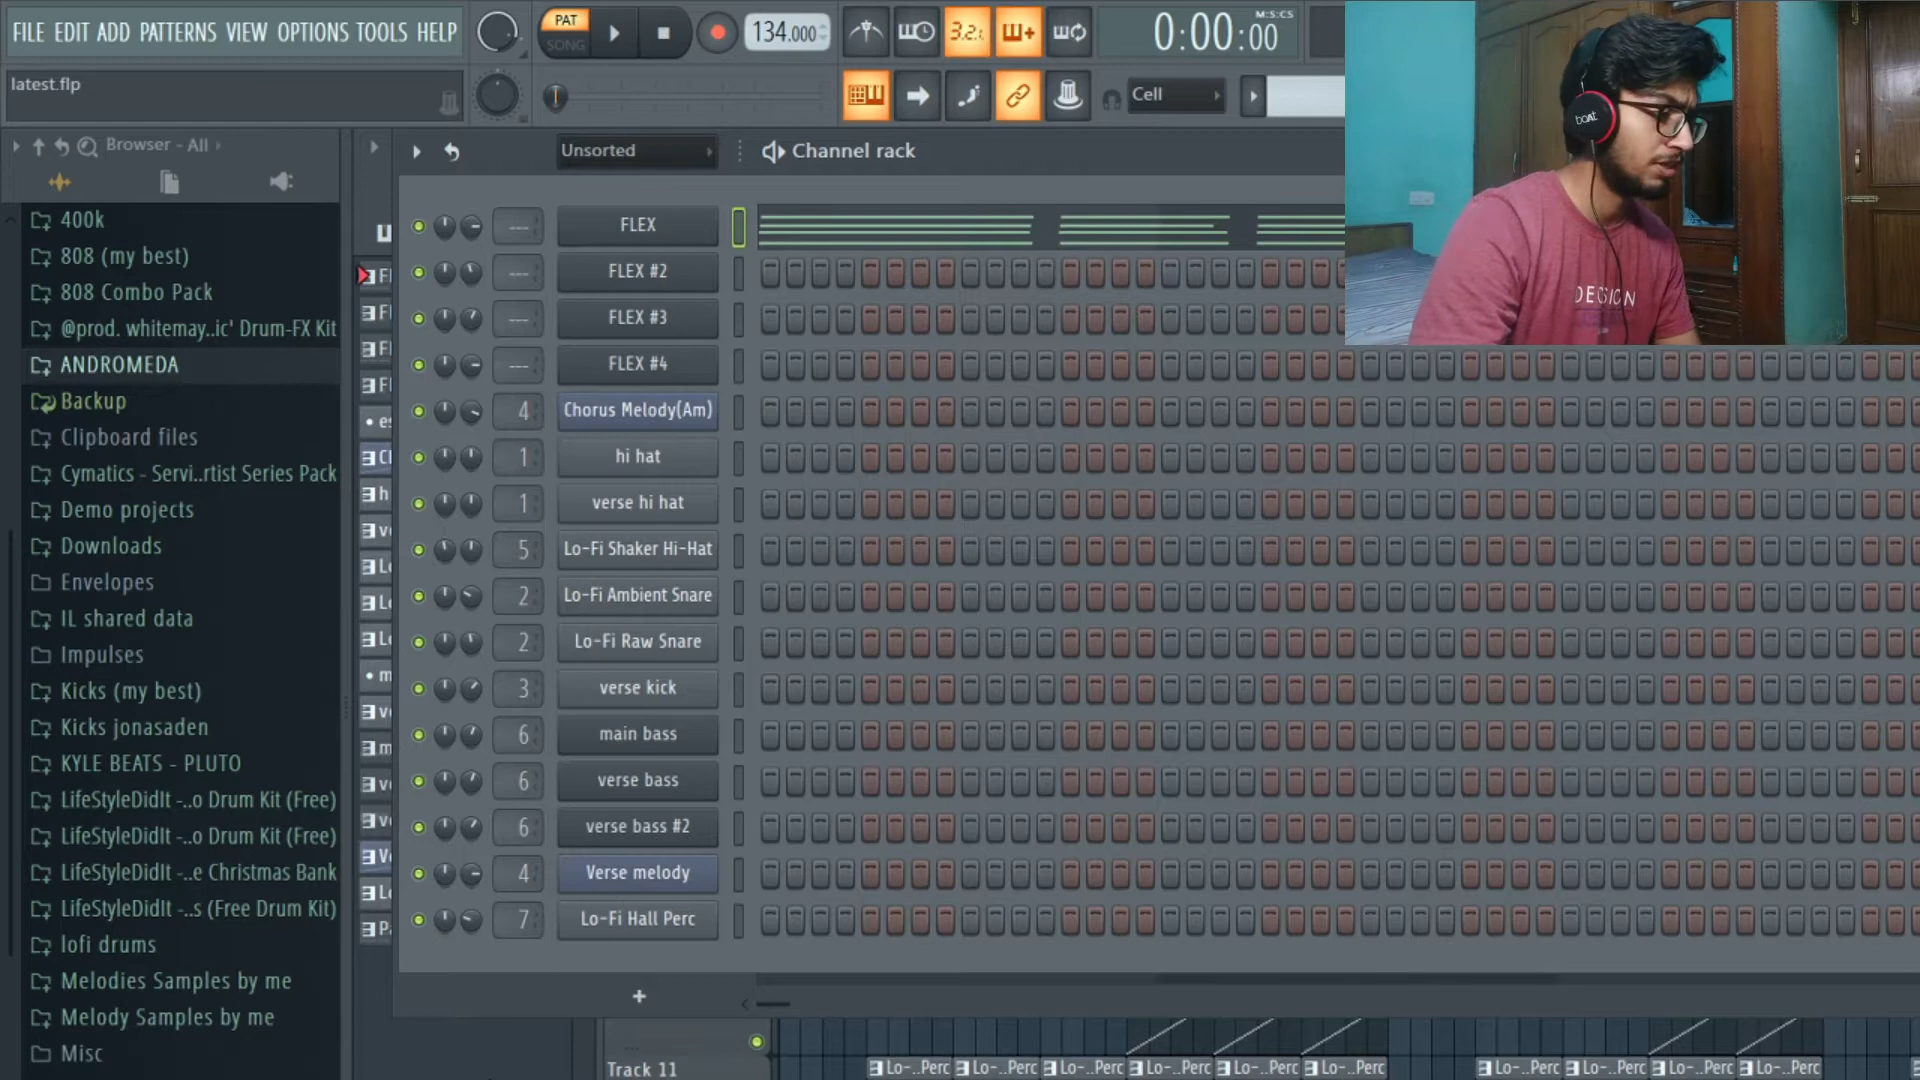 FILE EDIT ADD PATTERNS VIEW OPTIONS TOOLS HELP
PAT
SONG
134.000
3.2.
0:00:00
M:S:CS
latest.flp
Cell
Browser - All
Unsorted
Channel rack
400k
808 (my best)
808 Combo Pack
@prod. whitemay..ic' Drum-FX Kit
ANDROMEDA
Backup
Clipboard files
Cymatics - Servi..rtist Series Pack
Demo projects
Downloads
Envelopes
IL shared data
Impulses
Kicks (my best)
Kicks jonasaden
KYLE BEATS - PLUTO
LifeStyleDidIt -..o Drum Kit (Free)
LifeStyleDidIt -..o Drum Kit (Free)
LifeStyleDidIt -..e Christmas Bank
LifeStyleDidIt -..s (Free Drum Kit)
lofi drums
Melodies Samples by me
Melody Samples by me
Misc
--- FLEX
--- FLEX #2
--- FLEX #3
--- FLEX #4
4 Chorus Melody(Am)
1 hi hat
1 verse hi hat
5 Lo-Fi Shaker Hi-Hat
2 Lo-Fi Ambient Snare
2 Lo-Fi Raw Snare
3 verse kick
6 main bass
6 verse bass
6 verse bass #2
4 Verse melody
7 Lo-Fi Hall Perc
Track 11
Lo-..Perc Lo-..Perc Lo-..Perc Lo-..Perc Lo-..Perc Lo-..Perc Lo-..Perc Lo-..Perc Lo-..Perc Lo-..Perc
boAt